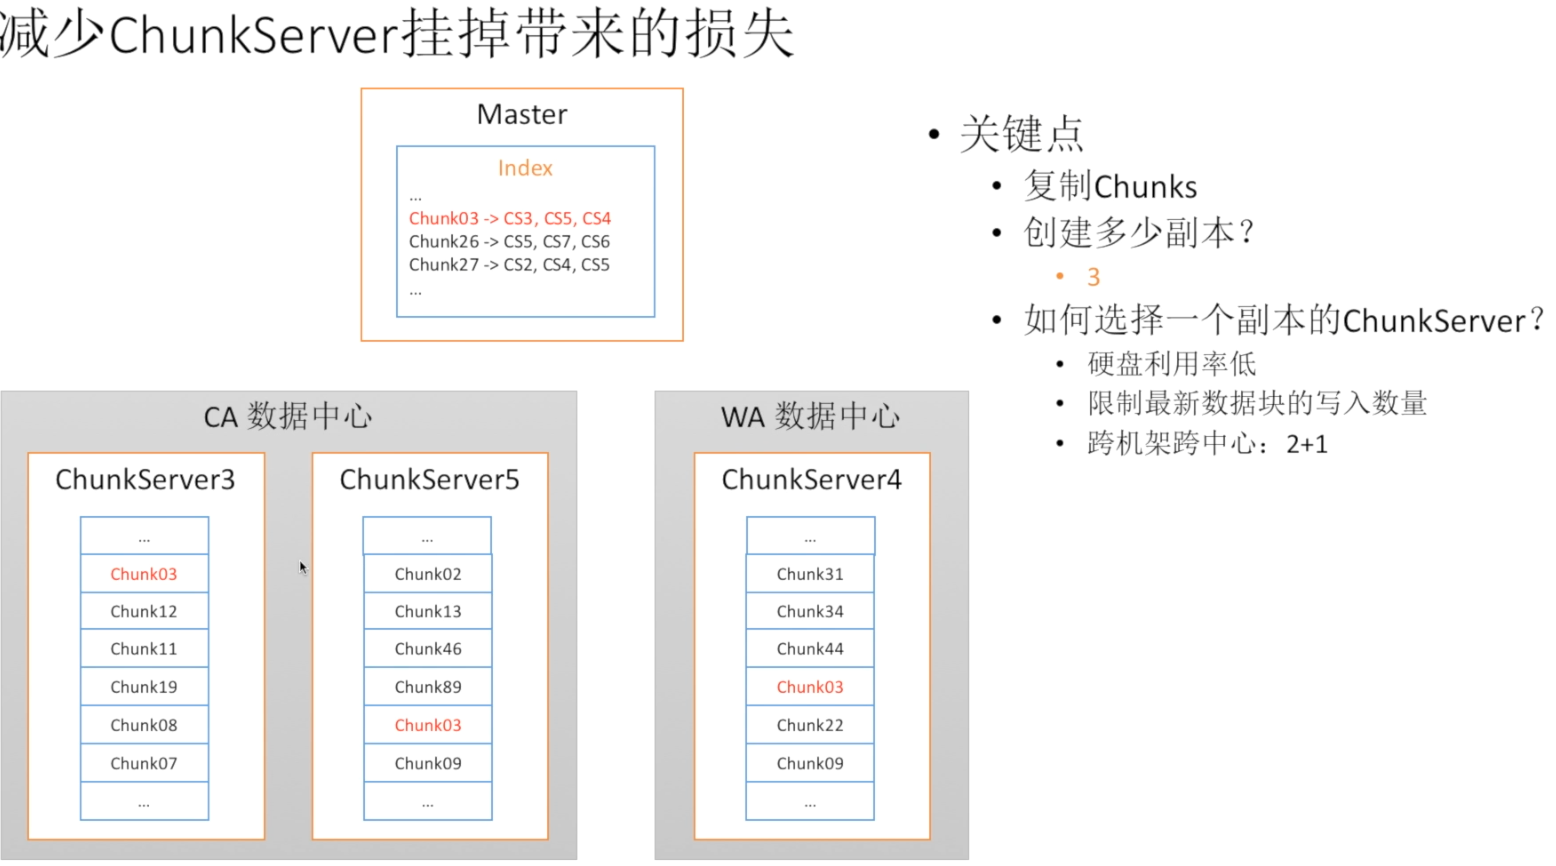 减少ChunkServer挂掉带来的损失
Master
Index
...
Chunk03 -> CS3, CS5, CS4
Chunk26 -> CS5, CS7, CS6
Chunk27 -> CS2, CS4, CS5
...
• 关键点
• 复制Chunks
• 创建多少副本？
• 3
• 如何选择一个副本的ChunkServer？
• 硬盘利用率低
• 限制最新数据块的写入数量
• 跨机架跨中心：2+1
CA 数据中心
ChunkServer3
...
Chunk03
Chunk12
Chunk11
Chunk19
Chunk08
Chunk07
...
ChunkServer5
...
Chunk02
Chunk13
Chunk46
Chunk89
Chunk03
Chunk09
...
WA 数据中心
ChunkServer4
...
Chunk31
Chunk34
Chunk44
Chunk03
Chunk22
Chunk09
...